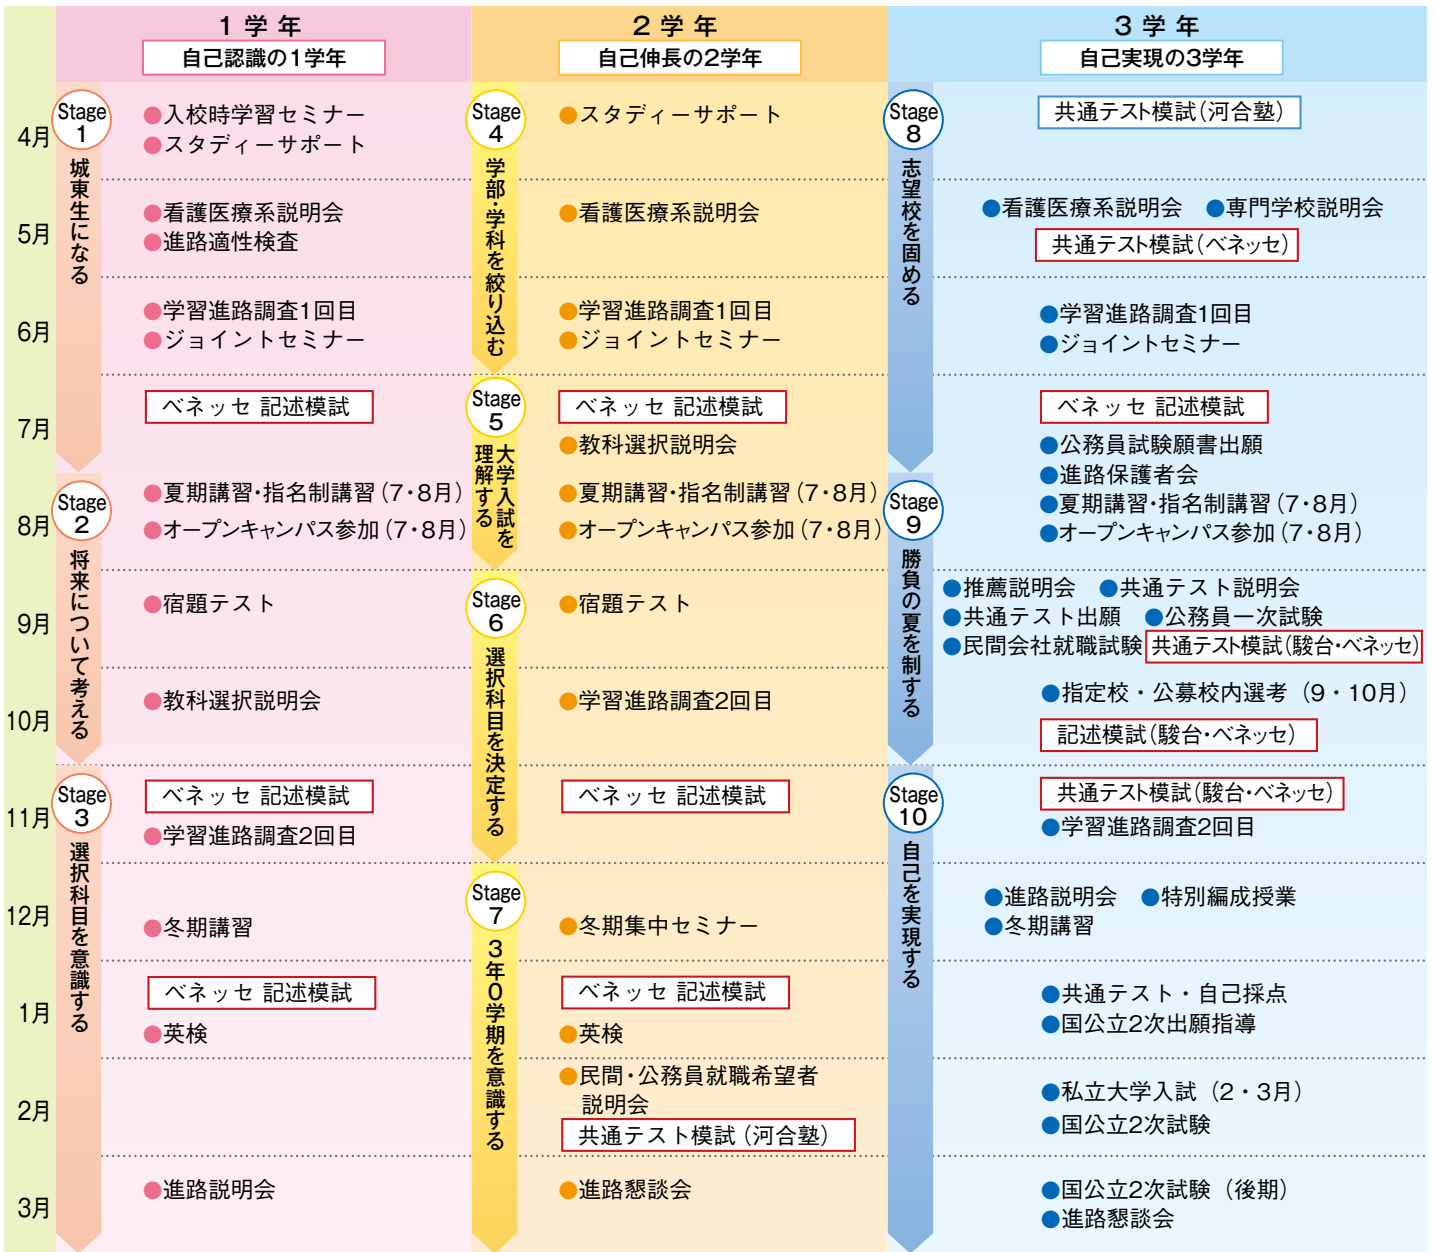 1学年
自己認識の1学年
2学年
自己伸長の2学年
3学年
自己実現の3学年
4月
5月
6月
7月
8月
9月
10月
11月
12月
1月
2月
3月
Stage
1
城東生になる
●入校時学習セミナー
●スタディーサポート
●看護医療系説明会
●進路適性検査
●学習進路調査1回目
●ジョイントセミナー
ベネッセ 記述模試
Stage
2
将来について考える
●夏期講習・指名制講習(7・8月)
●オープンキャンパス参加(7・8月)
●宿題テスト
●教科選択説明会
Stage
3
選択科目を意識する
ベネッセ 記述模試
●学習進路調査2回目
●冬期講習
ベネッセ 記述模試
●英検
●進路説明会
Stage
4
学部・学科を絞り込む
●スタディーサポート
●看護医療系説明会
●学習進路調査1回目
●ジョイントセミナー
Stage
5
大学入試を
理解する
ベネッセ 記述模試
●教科選択説明会
●夏期講習・指名制講習(7・8月)
●オープンキャンパス参加(7・8月)
Stage
6
選択科目を決定する
●宿題テスト
●学習進路調査2回目
ベネッセ 記述模試
Stage
7
3年0学期を意識する
●冬期集中セミナー
ベネッセ 記述模試
●英検
●民間・公務員就職希望者
説明会
共通テスト模試(河合塾)
●進路懇談会
Stage
8
志望校を固める
共通テスト模試(河合塾)
●看護医療系説明会 ●専門学校説明会
共通テスト模試(ベネッセ)
●学習進路調査1回目
●ジョイントセミナー
ベネッセ 記述模試
●公務員試験願書出願
●進路保護者会
Stage
9
勝負の夏を制する
●夏期講習・指名制講習(7・8月)
●オープンキャンパス参加(7・8月)
●推薦説明会 ●共通テスト説明会
●共通テスト出願 ●公務員一次試験
●民間会社就職試験 共通テスト模試(駿台・ベネッセ)
●指定校・公募校内選考(9・10月)
記述模試(駿台・ベネッセ)
Stage
10
自己を実現する
共通テスト模試(駿台・ベネッセ)
●学習進路調査2回目
●進路説明会 ●特別編成授業
●冬期講習
●共通テスト・自己採点
●国公立2次出願指導
●私立大学入試(2・3月)
●国公立2次試験
●国公立2次試験(後期)
●進路懇談会